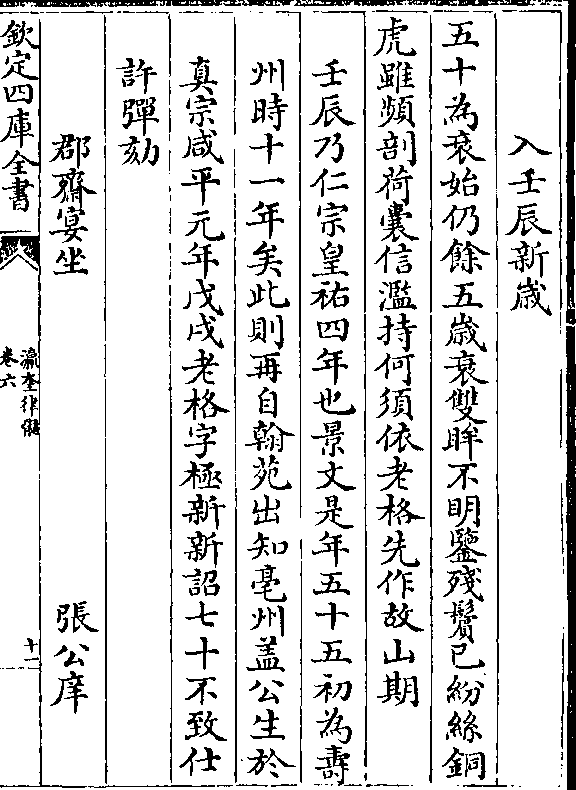 入壬辰新歳
五十為衰始仍餘五歳衰雙眸不明鑒殘鬢已紛絲銅
虎雖頻剖荷囊信濫持何須依老格先作故山期
壬辰乃仁宗皇祐四年也景文是年五十五初為壽
州時十一年矣此則再自翰苑出知亳州盖公生於
真宗咸平元年戊戌老格字極新新詔七十不致仕
許彈劾
郡齋宴坐 張公庠
欽定四庫全書
瀛奎律髓
卷六
十二